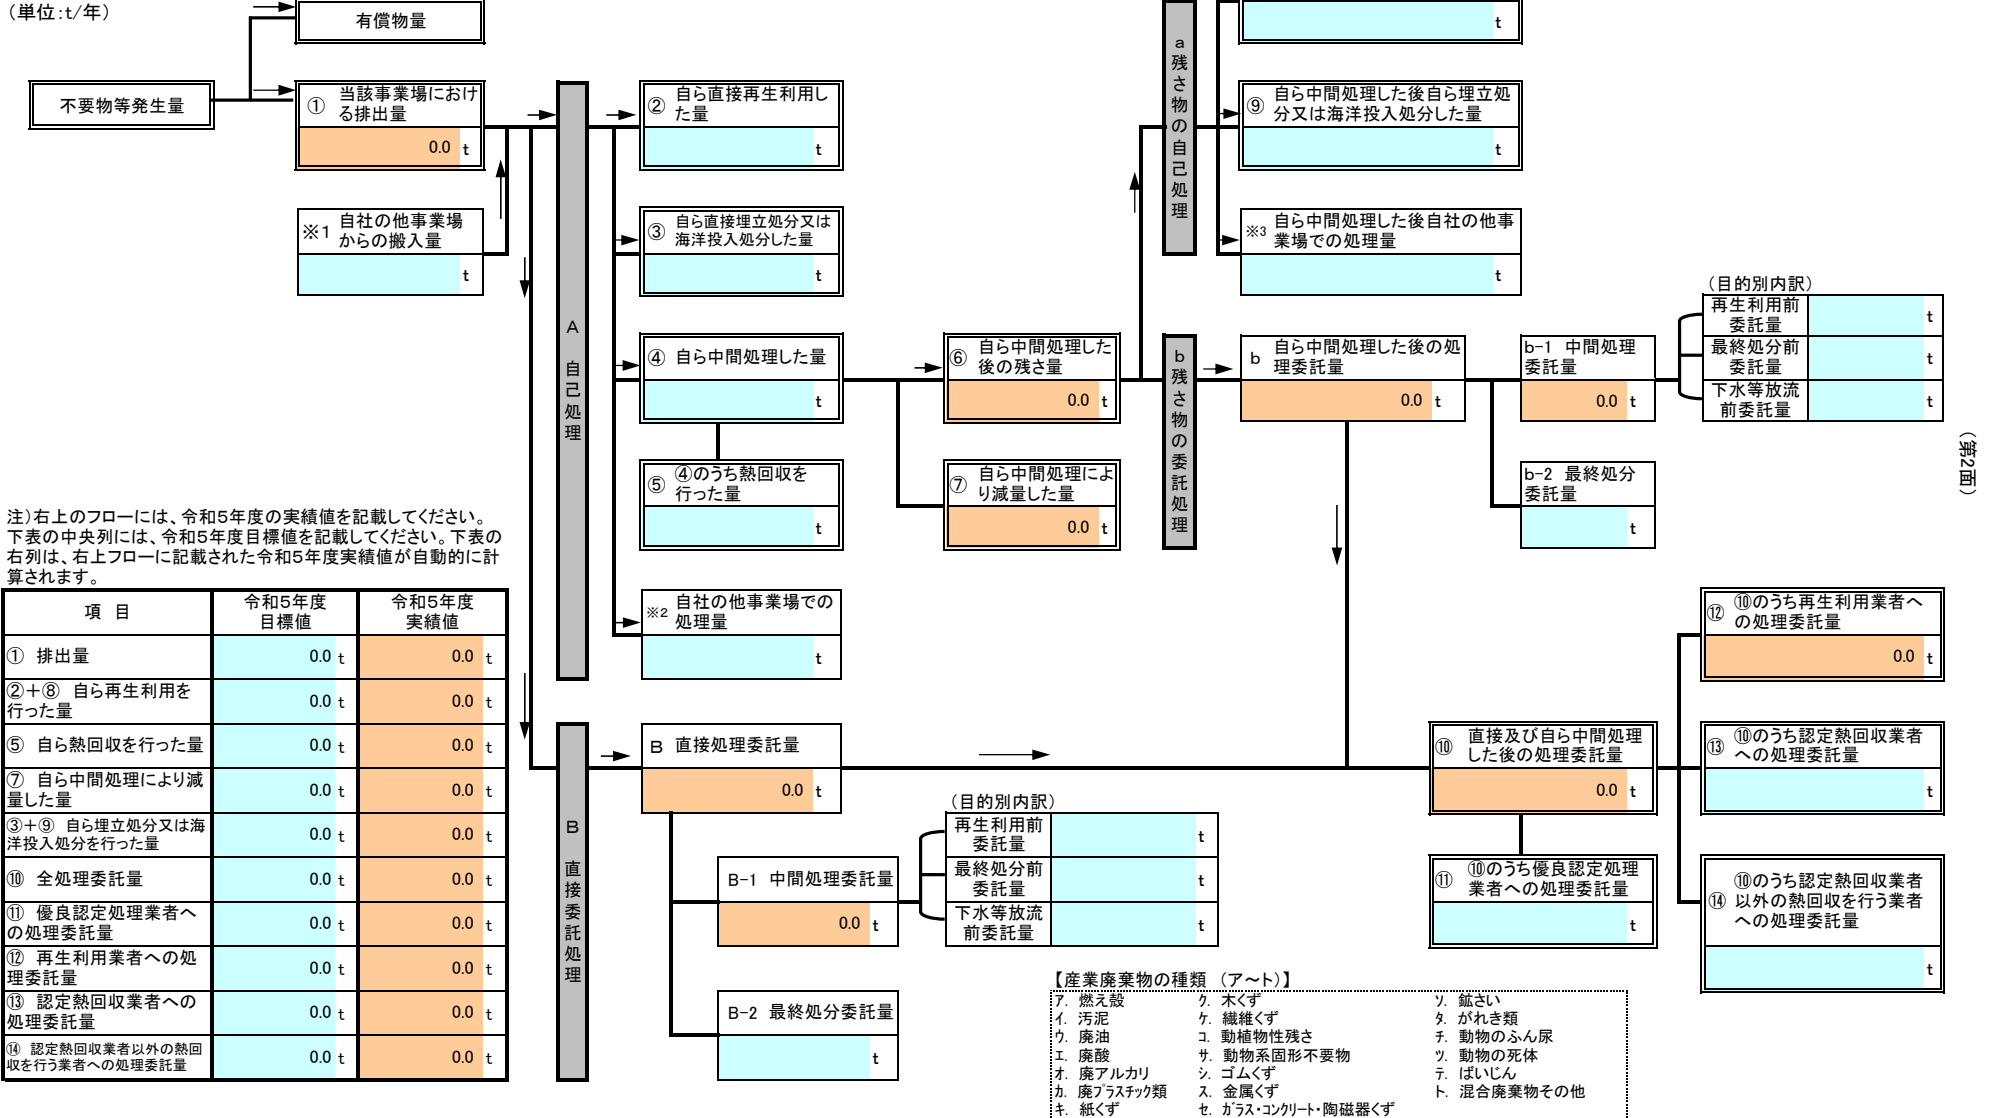 （単位:t/年）
有償物量
不要物等発生量
① 当該事業場におけ
る排出量
0.0 t
※1 自社の他事業場
からの搬入量
t
A 自己処理
② 自ら直接再生利用し
た量
t
③ 自ら直接埋立処分又は
海洋投入処分した量
t
④ 自ら中間処理した量
t
⑤ ④のうち熱回収を
行った量
t
※2 自社の他事業場での
処理量
t
⑥ 自ら中間処理した
後の残さ量
0.0 t
⑦ 自ら中間処理によ
り減量した量
0.0 t
a残さ物の自己処理
t
⑨ 自ら中間処理した後自ら埋立処
分又は海洋投入処分した量
t
※3 自ら中間処理した後自社の他事
業場での処理量
t
b残さ物の委託処理
b 自ら中間処理した後の処
理委託量
0.0 t
b-1 中間処理
委託量
0.0 t
b-2 最終処分
委託量
t
（目的別内訳）
再生利用前
委託量
t
最終処分前
委託量
t
下水等放流
前委託量
t
（第2面）
注）右上のフローには、令和5年度の実績値を記載してください。
下表の中央列には、令和5年度目標値を記載してください。下表の
右列は、右上フローに記載された令和5年度実績値が自動的に計
算されます。
項 目
令和5年度
目標値
令和5年度
実績値
① 排出量
0.0 t 0.0 t
②＋⑧ 自ら再生利用を
行った量
0.0 t 0.0 t
⑤ 自ら熱回収を行った量
0.0 t 0.0 t
⑦ 自ら中間処理により減
量した量
0.0 t 0.0 t
③＋⑨ 自ら埋立処分又は海
洋投入処分を行った量
0.0 t 0.0 t
⑩ 全処理委託量
0.0 t 0.0 t
⑪ 優良認定処理業者へ
の処理委託量
0.0 t 0.0 t
⑫ 再生利用業者への処
理委託量
0.0 t 0.0 t
⑬ 認定熱回収業者への
処理委託量
0.0 t 0.0 t
⑭ 認定熱回収業者以外の熱回
収を行う業者への処理委託量
0.0 t 0.0 t
B 直接委託処理
B 直接処理委託量
0.0 t
B-1 中間処理委託量
0.0 t
B-2 最終処分委託量
t
（目的別内訳）
再生利用前
委託量
t
最終処分前
委託量
t
下水等放流
前委託量
t
⑩ 直接及び自ら中間処理
した後の処理委託量
0.0 t
⑪ ⑩のうち優良認定処理
業者への処理委託量
t
⑫ ⑩のうち再生利用業者へ
の処理委託量
0.0 t
⑬ ⑩のうち認定熱回収業者
への処理委託量
t
⑭ ⑩のうち認定熱回収業者
以外の熱回収を行う業者
への処理委託量
t
【産業廃棄物の種類 （ア～ト）】
ア. 燃え殻 ク. 木くず ソ. 鉱さい
イ. 汚泥 ケ. 繊維くず タ. がれき類
ウ. 廃油 コ. 動植物性残さ チ. 動物のふん尿
エ. 廃酸 サ. 動物系固形不要物 ツ. 動物の死体
オ. 廃アルカリ シ. ゴムくず テ. ばいじん
カ. 廃プラスチック類 ス. 金属くず ト. 混合廃棄物その他
キ. 紙くず セ. ガラス・コンクリート・陶磁器くず